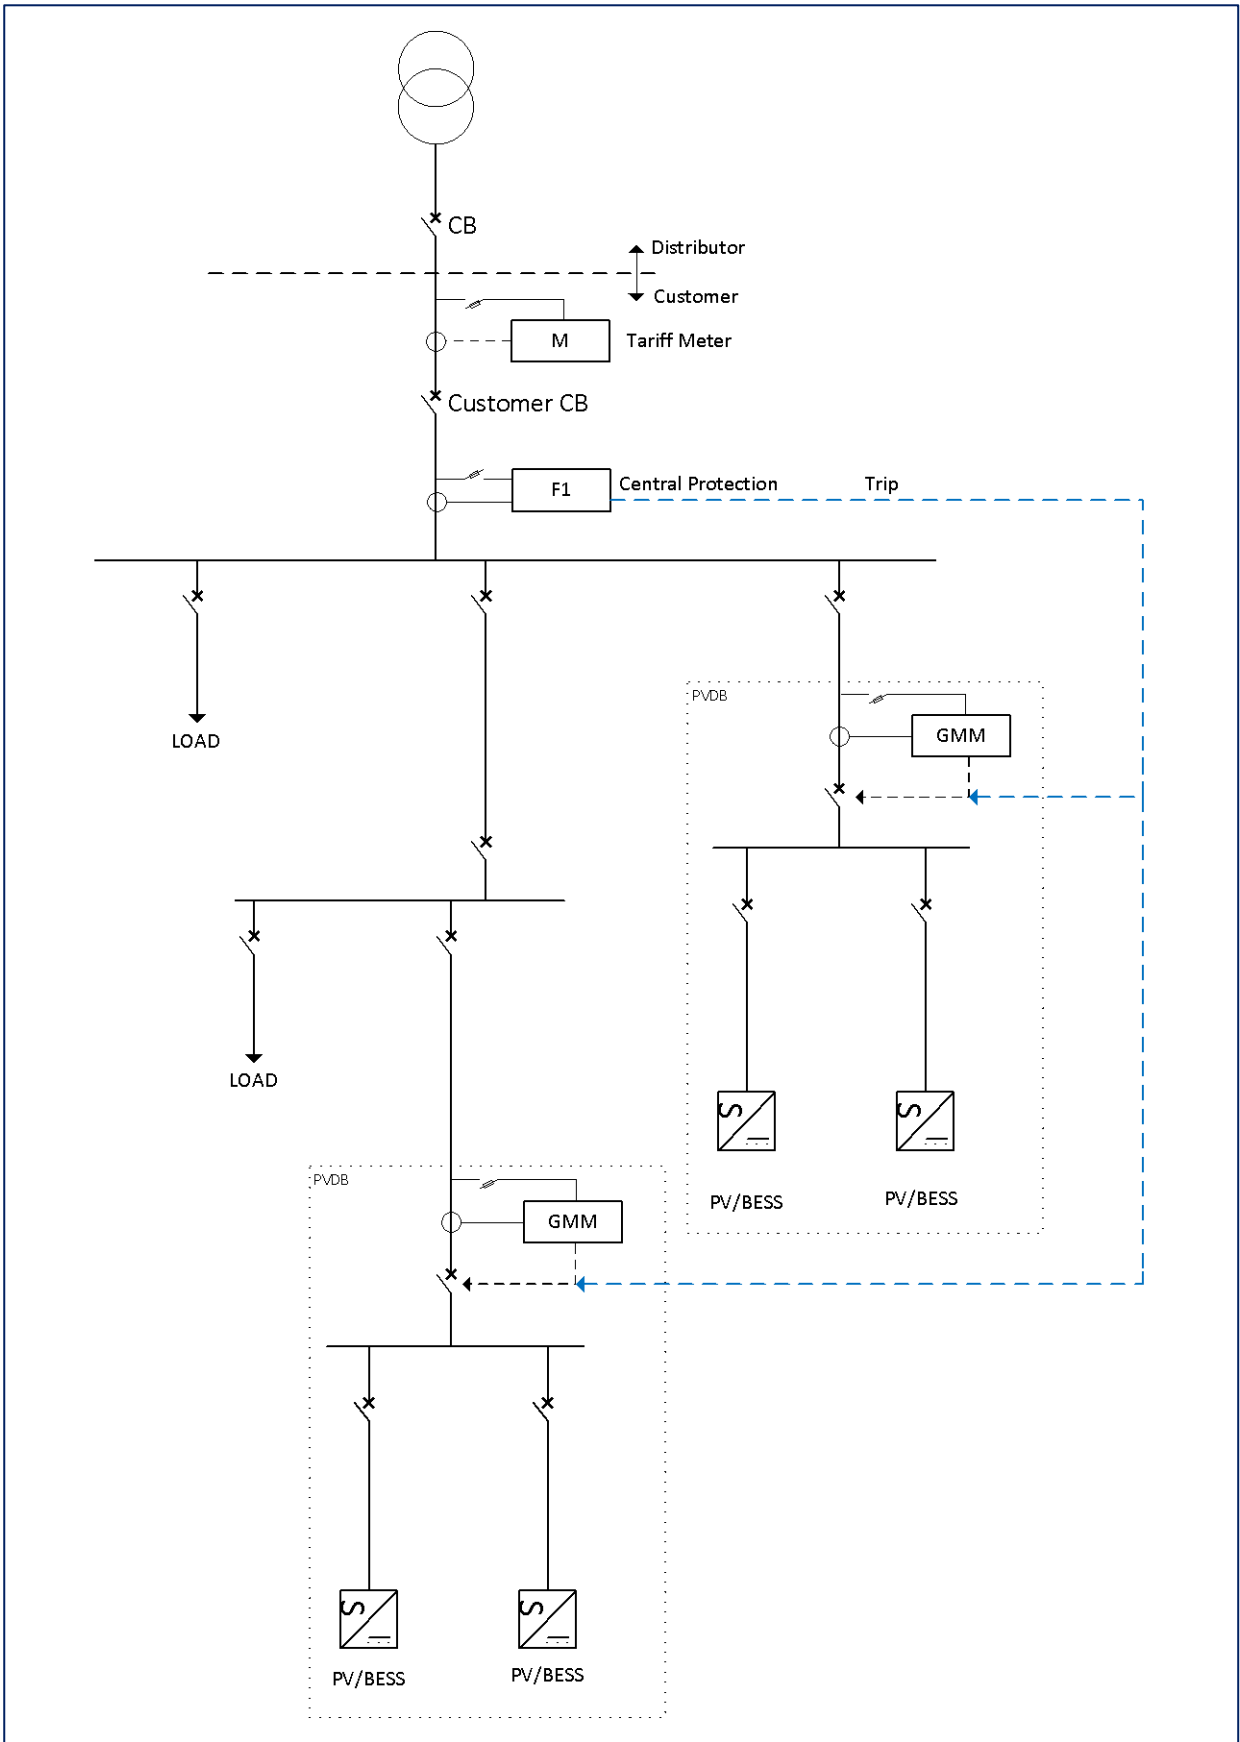 CB
Distributor
Customer
M
Tariff Meter
Customer CB
F1
Central Protection
Trip
PVDB
GMM
LOAD
LOAD
PV/BESS
PV/BESS
PVDB
GMM
PV/BESS
PV/BESS